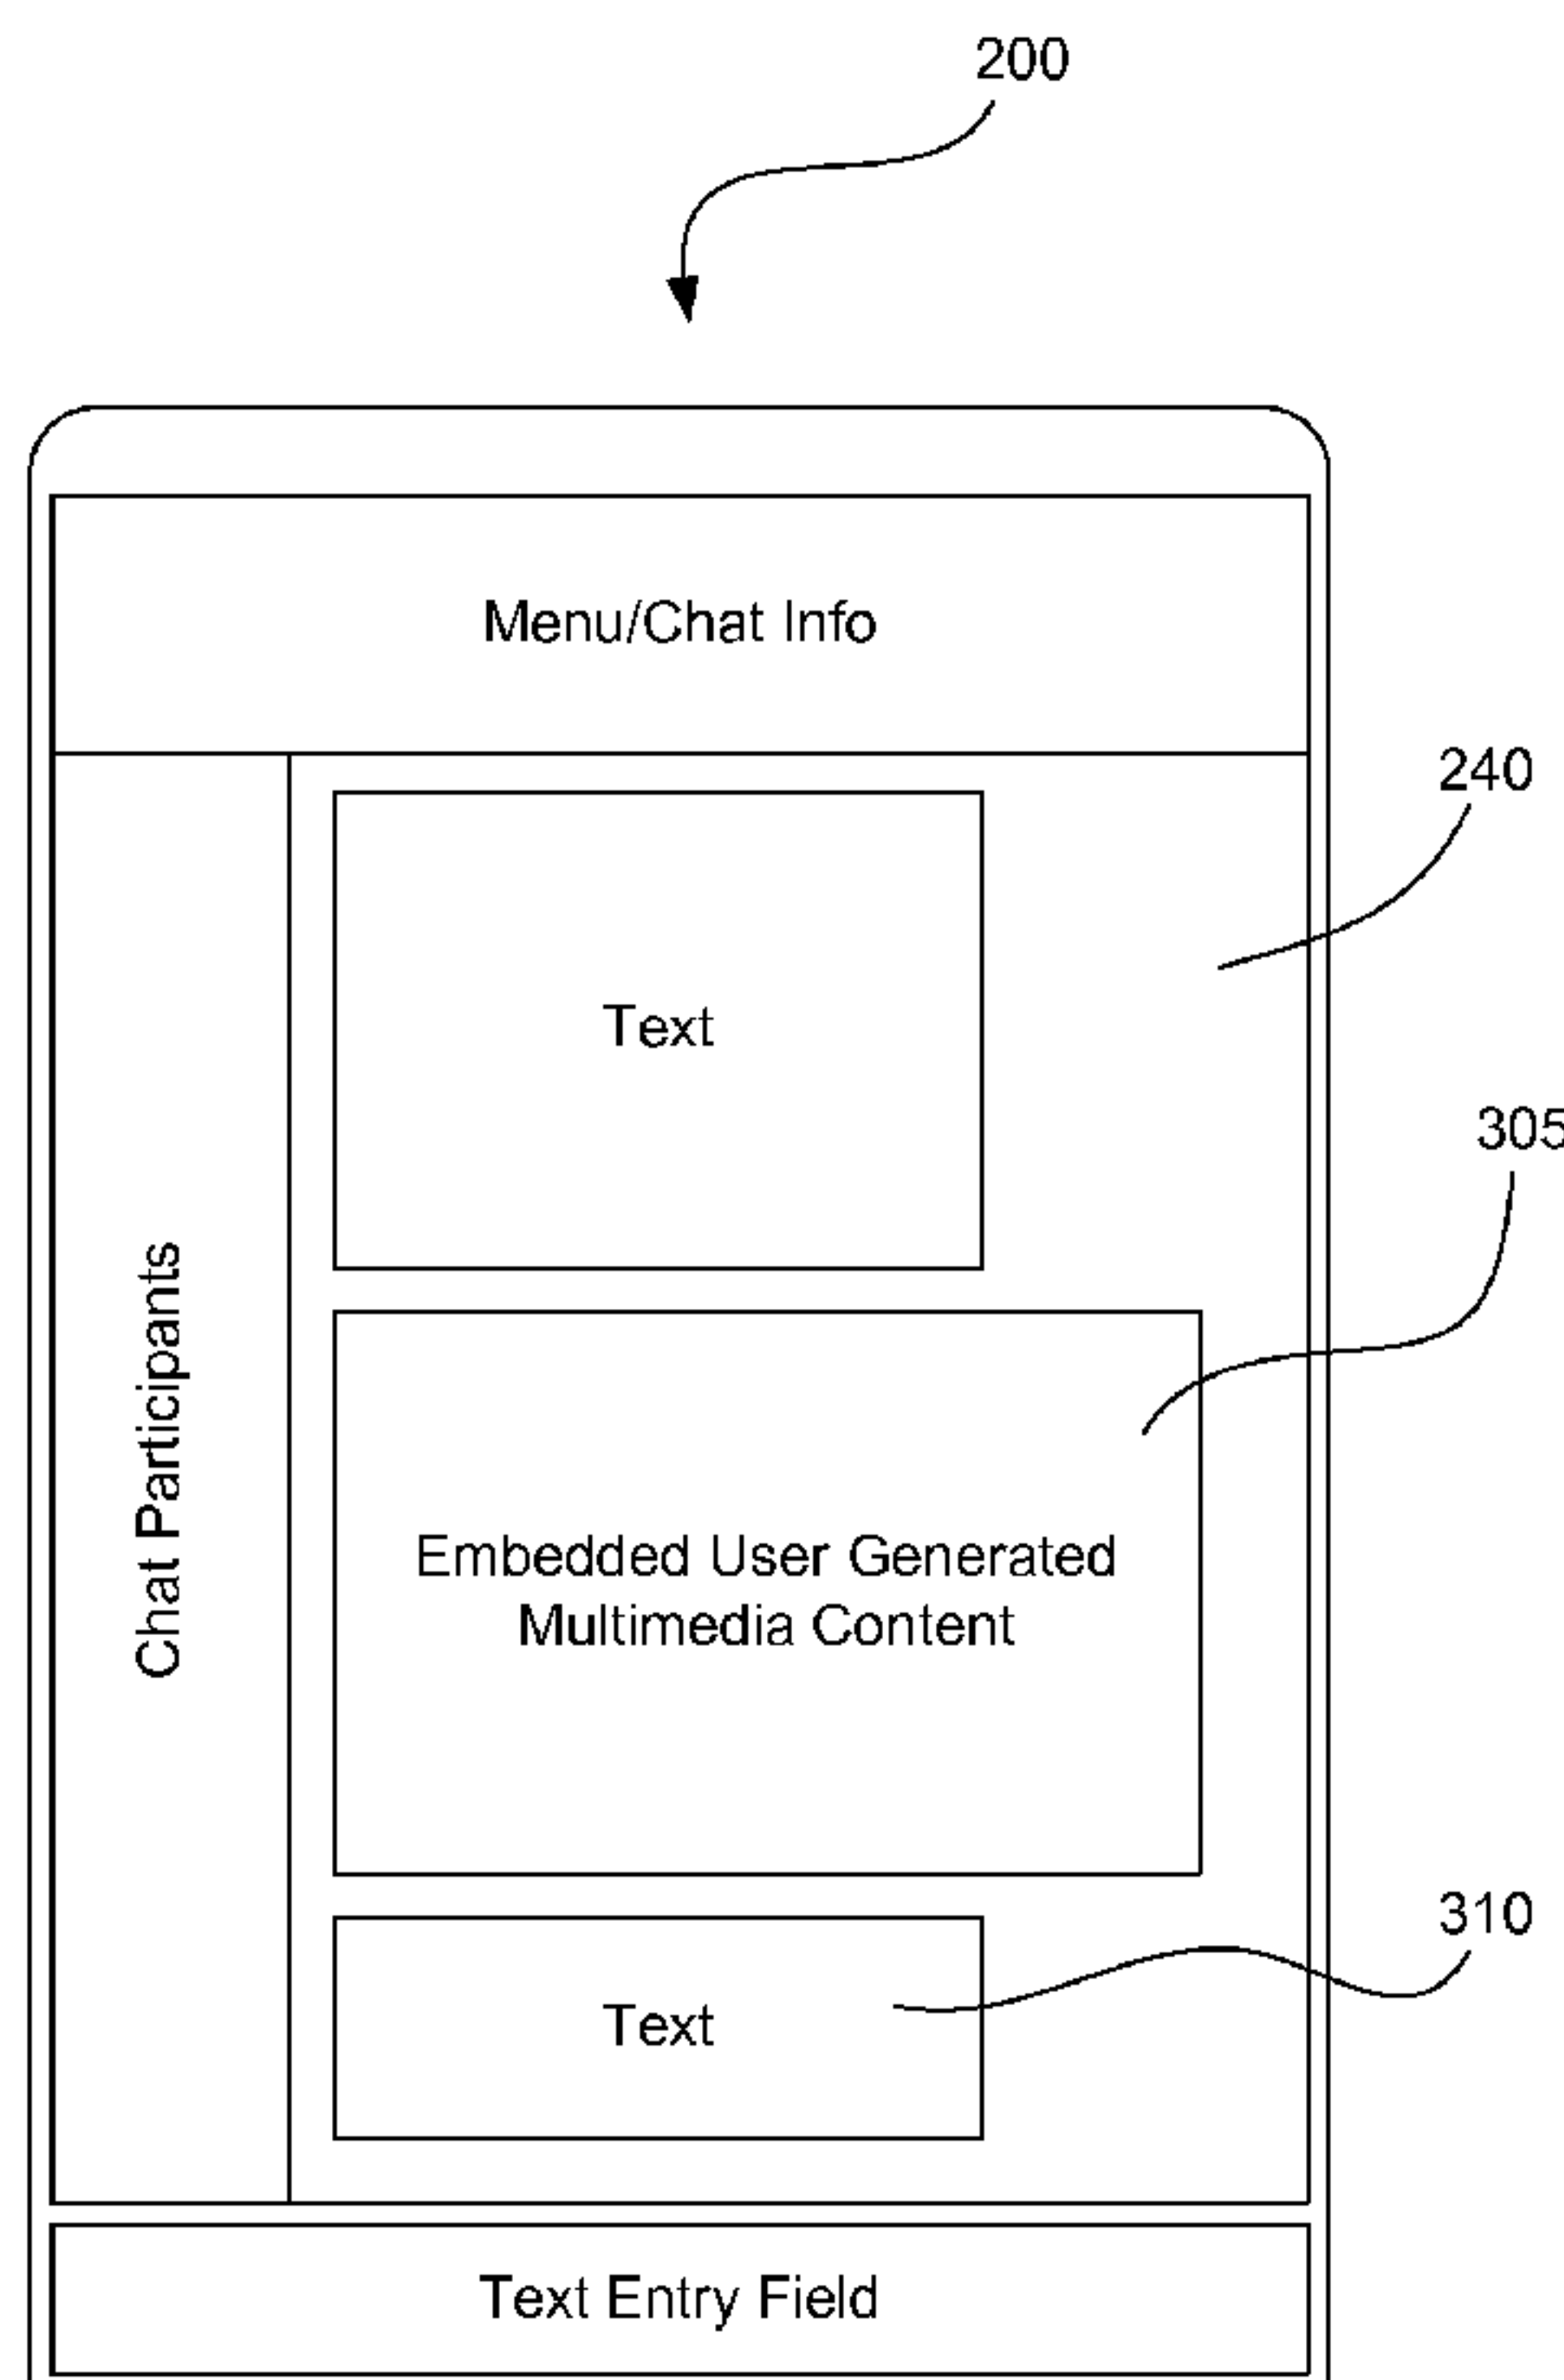 200
Menu/Chat Info
240
Text
305
Chat Participants
Embedded User Generated
Multimedia Content
310
Text
Text Entry Field